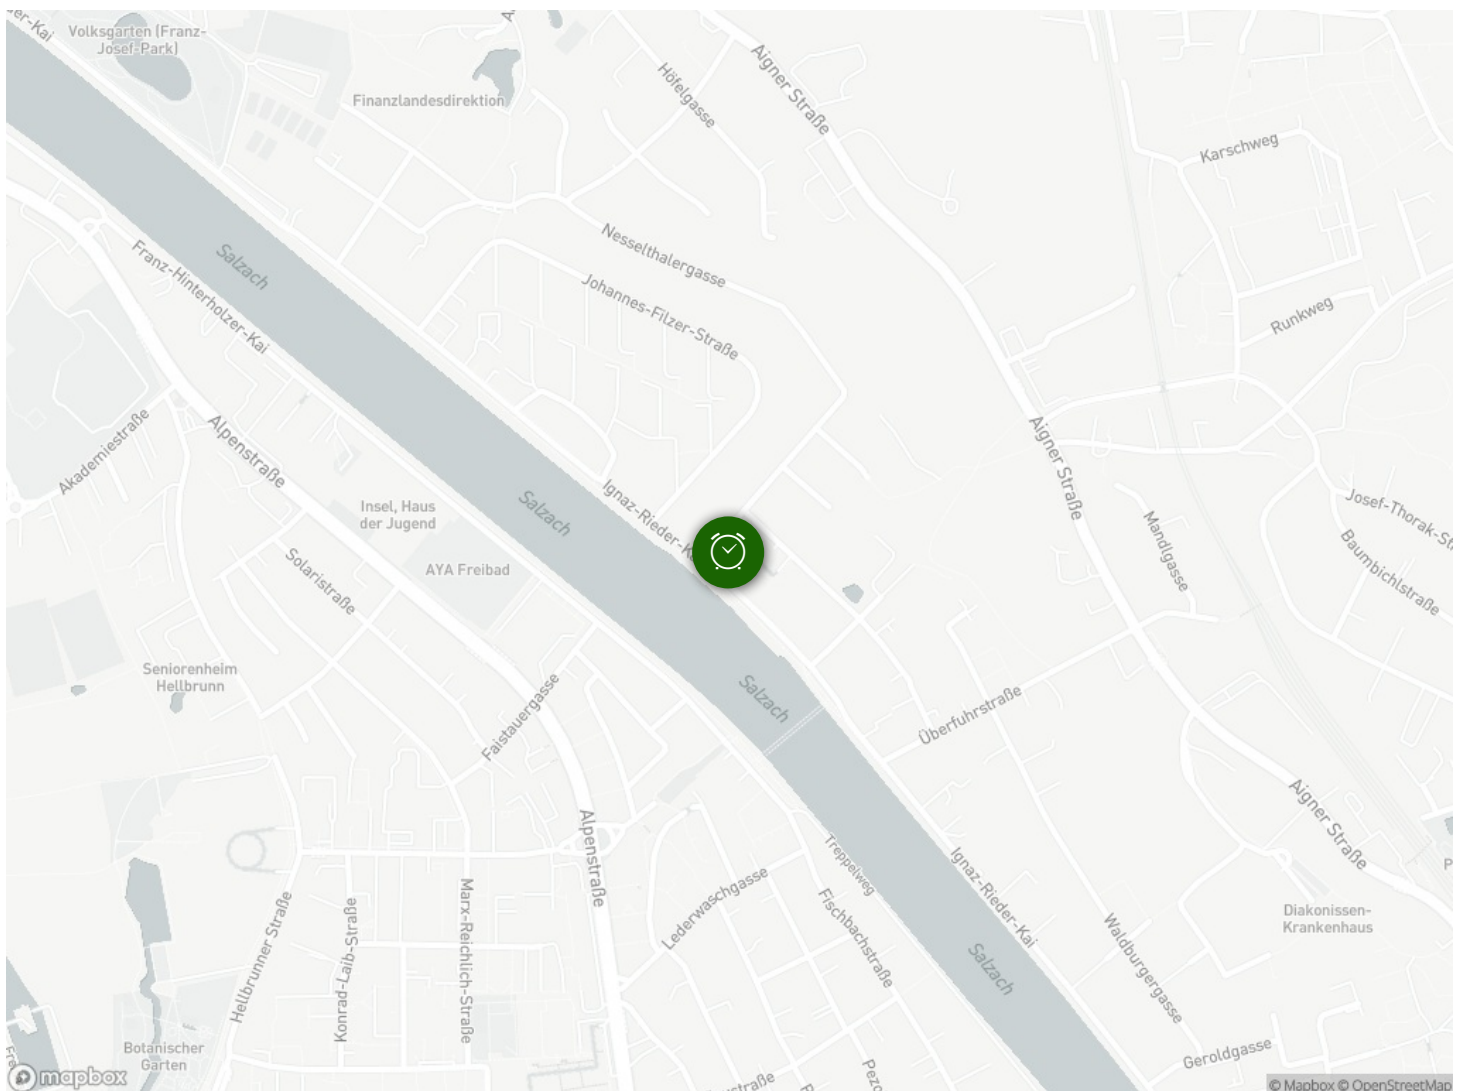 Volksgarten (Franz-
Josef-Park)
Finanzlandesdirektion
Höfelgasse
Aigner Straße
Karschweg
Salzach
Franz-Hinterholzer-Kai
Nesselthalergasse
Johannes-Filzer-Straße
Runkweg
Akademiestraße
Alpenstraße
Insel, Haus
der Jugend
Salzach
Ignaz-Rieder-K
Aigner Straße
Mandlgasse
Josef-Thorak-St
Baumbichlstraße
AYA Freibad
Solaristraße
Seniorenheim
Hellbrunn
Faistauergasse
Salzach
Überfuhrstraße
Alpenstraße
Aigner Straße
Treppelweg
Ignaz-Rieder-Kai
Lederwaschgasse
Fischbachstraße
Diakonissen-
Krankenhaus
Hellbrunner Straße
Konrad-Laib-Straße
Marx-Reichlich-Straße
Salzach
Waldburgergasse
Botanischer
Garten
Geroldgasse
mapbox
© Mapbox © OpenStreetMap